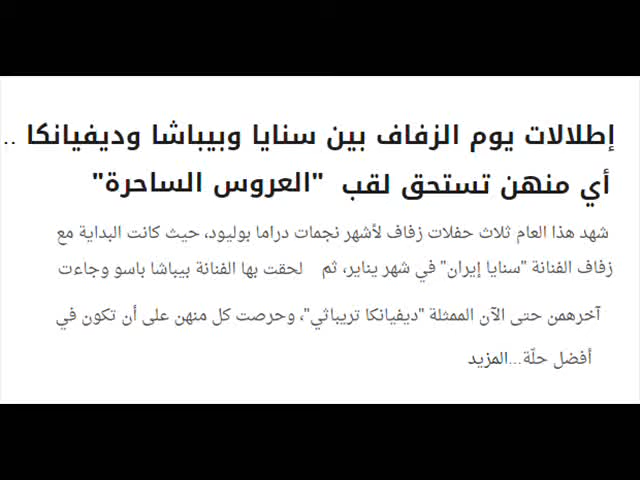 إطلالات يوم الزفاف بين سنايا وبيباشا وديفيانكا ..
أي منهن تستحق لقب "العروس الساحرة"
شهد هذا العام ثلاث حفلات زفاف لأشهر نجمات دراما بوليود، حيث كانت البداية مع
زفاف الفنانة "سنايا إيران" في شهر يناير، ثم لحقت بها الفنانة بيباشا باسو وجاءت
آخرهمن حتى الآن الممثلة "ديفيانكا تريباثي"، وحرصت كل منهن على أن تكون في
أفضل حلّة...المزيد